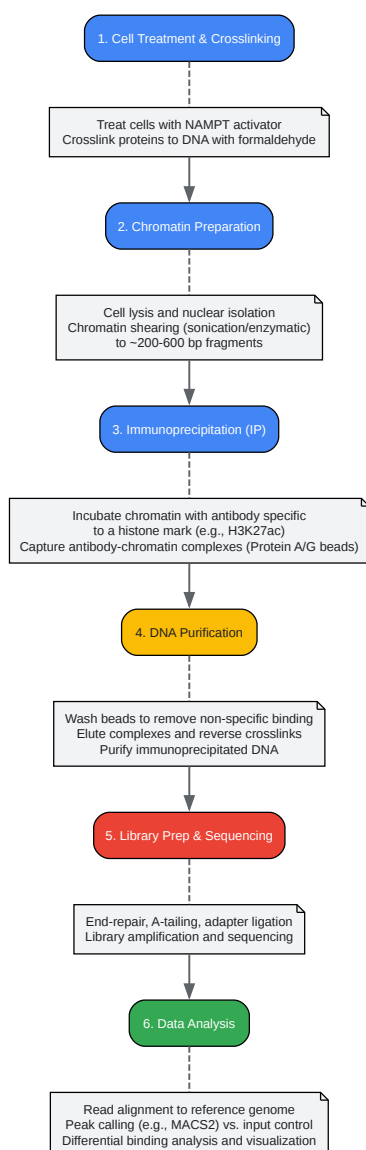 1. Cell Treatment & Crosslinking
Treat cells with NAMPT activator
Crosslink proteins to DNA with formaldehyde
2. Chromatin Preparation
Cell lysis and nuclear isolation
Chromatin shearing (sonication/enzymatic)
to ~200-600 bp fragments
3. Immunoprecipitation (IP)
Incubate chromatin with antibody specific
to a histone mark (e.g., H3K27ac)
Capture antibody-chromatin complexes (Protein A/G beads)
4. DNA Purification
Wash beads to remove non-specific binding
Elute complexes and reverse crosslinks
Purify immunoprecipitated DNA
5. Library Prep & Sequencing
End-repair, A-tailing, adapter ligation
Library amplification and sequencing
6. Data Analysis
Read alignment to reference genome
Peak calling (e.g., MACS2) vs. input control
Differential binding analysis and visualization